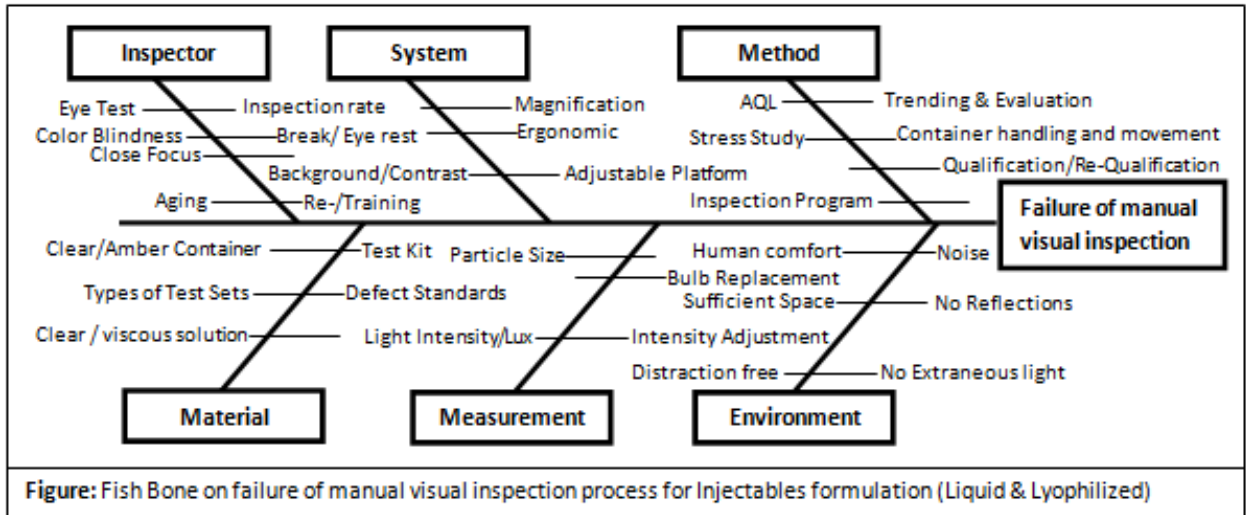 Inspector
System
Method
Eye Test
Inspection rate
Magnification
AQL
Trending & Evaluation
Color Blindness
Break/ Eye rest
Ergonomic
Stress Study
Container handling and movement
Close Focus
Background/Contrast
Adjustable Platform
Qualification/Re-Qualification
Aging
Re-/Training
Inspection Program
Failure of manual
visual inspection
Clear/Amber Container
Test Kit
Particle Size
Human comfort
Noise
Bulb Replacement
Types of Test Sets
Defect Standards
Sufficient Space
No Reflections
Clear / viscous solution
Light Intensity/Lux
Intensity Adjustment
Distraction free
No Extraneous light
Material
Measurement
Environment
Figure: Fish Bone on failure of manual visual inspection process for Injectables formulation (Liquid & Lyophilized)